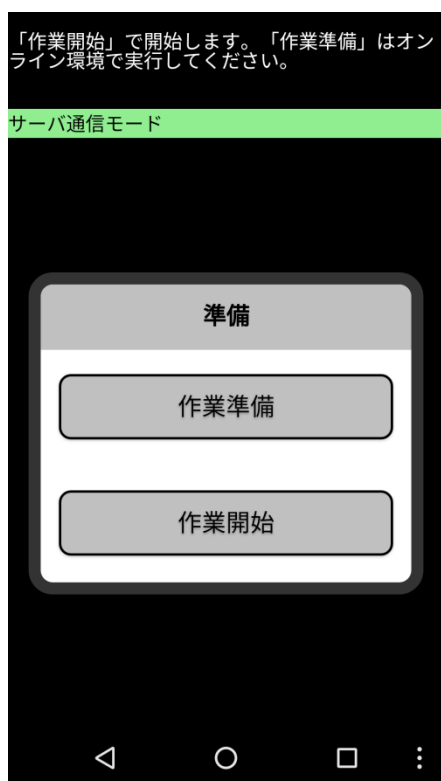 「作業開始」で開始します。「作業準備」はオン
ライン環境で実行してください。
サーバ通信モード
準備
作業準備
作業開始